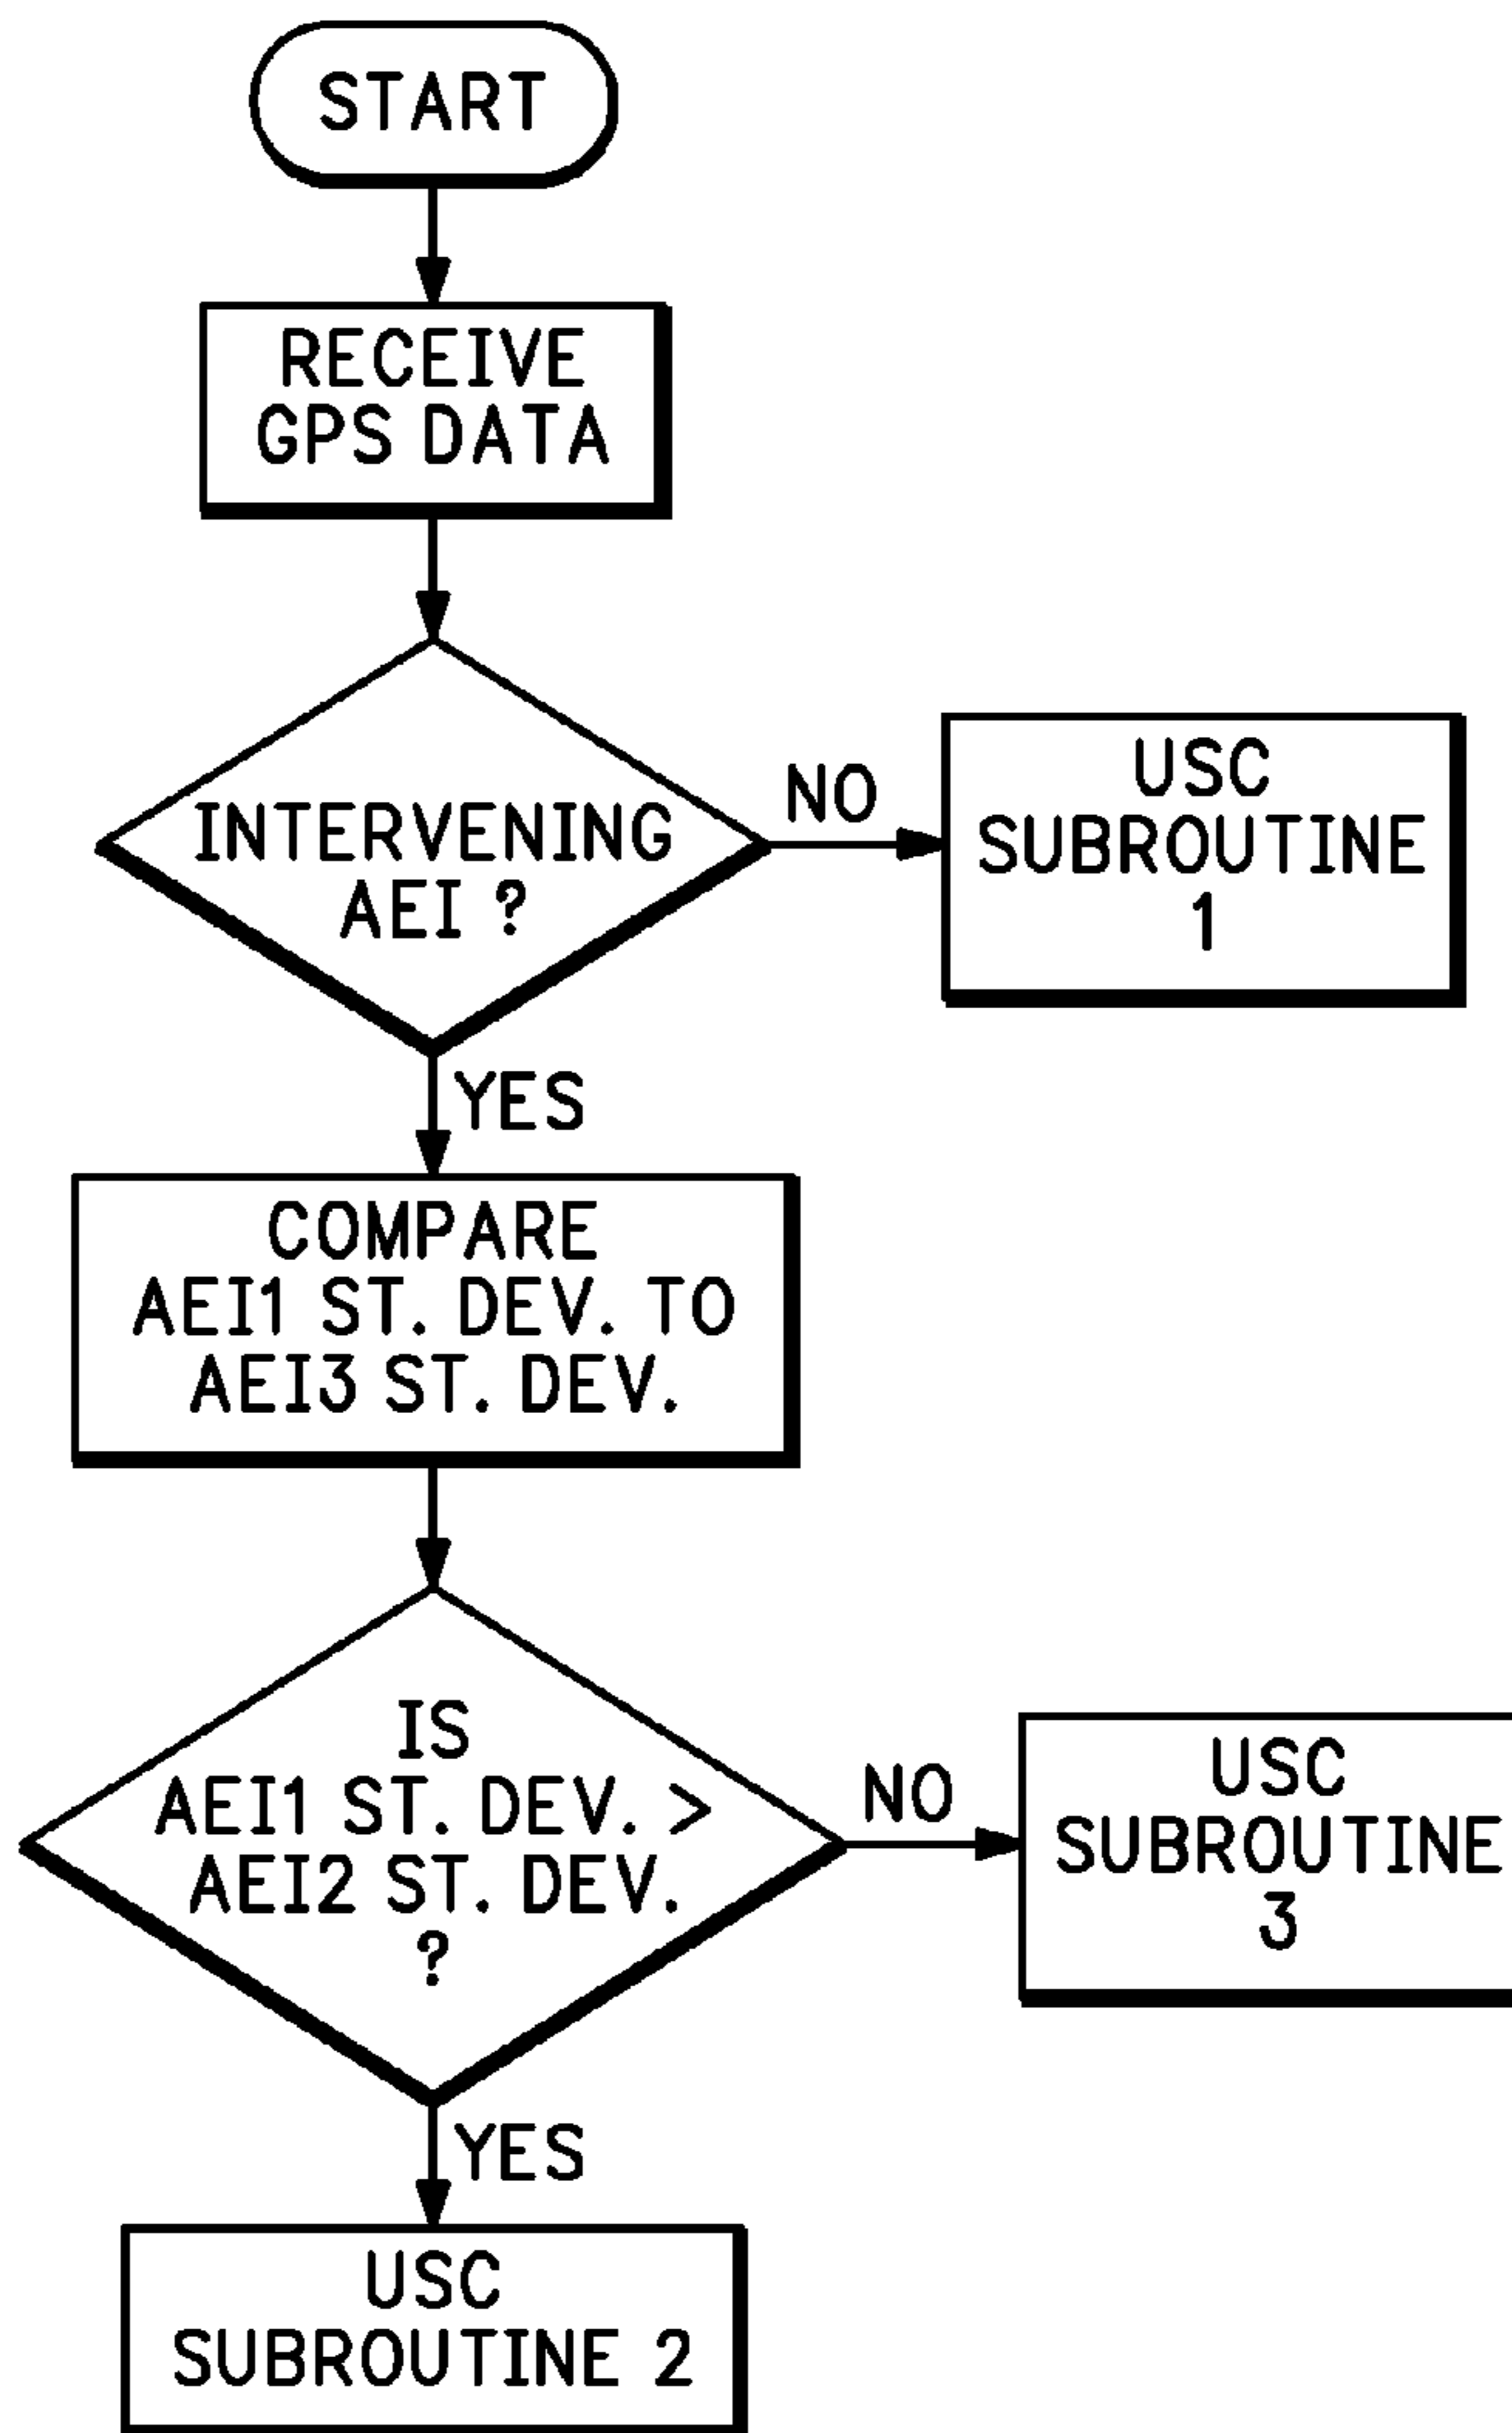 START
RECEIVE
GPS DATA
INTERVENING
AEI ?
NO
USC
SUBROUTINE
1
YES
COMPARE
AEI1 ST. DEV. TO
AEI3 ST. DEV.
IS
AEI1 ST. DEV. >
AEI2 ST. DEV.
?
NO
USC
SUBROUTINE
3
YES
USC
SUBROUTINE 2